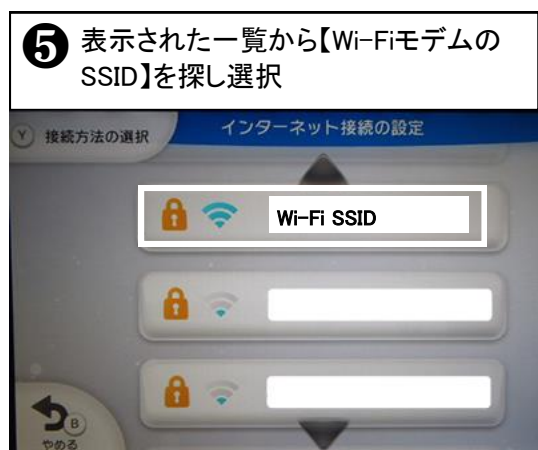 ❺ 表示された一覧から【Wi-Fiモデムの
SSID】を探し選択
Y 接続方法の選択
インターネット接続の設定
Wi-Fi SSID
B
やめる